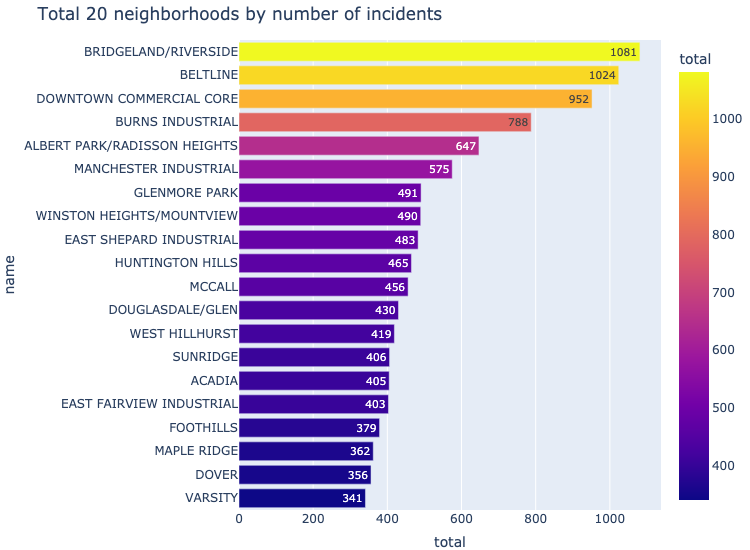 Total 20 neighborhoods by number of incidents
BRIDGELAND/RIVERSIDE 1081
BELTLINE 1024
DOWNTOWN COMMERCIAL CORE 952
BURNS INDUSTRIAL 788
ALBERT PARK/RADISSON HEIGHTS 647
MANCHESTER INDUSTRIAL 575
GLENMORE PARK 491
WINSTON HEIGHTS/MOUNTVIEW 490
EAST SHEPARD INDUSTRIAL 483
HUNTINGTON HILLS 465
MCCALL 456
DOUGLASDALE/GLEN 430
WEST HILLHURST 419
SUNRIDGE 406
ACADIA 405
EAST FAIRVIEW INDUSTRIAL 403
FOOTHILLS 379
MAPLE RIDGE 362
DOVER 356
VARSITY 341
0 200 400 600 800 1000
total
name
total
1000
900
800
700
600
500
400